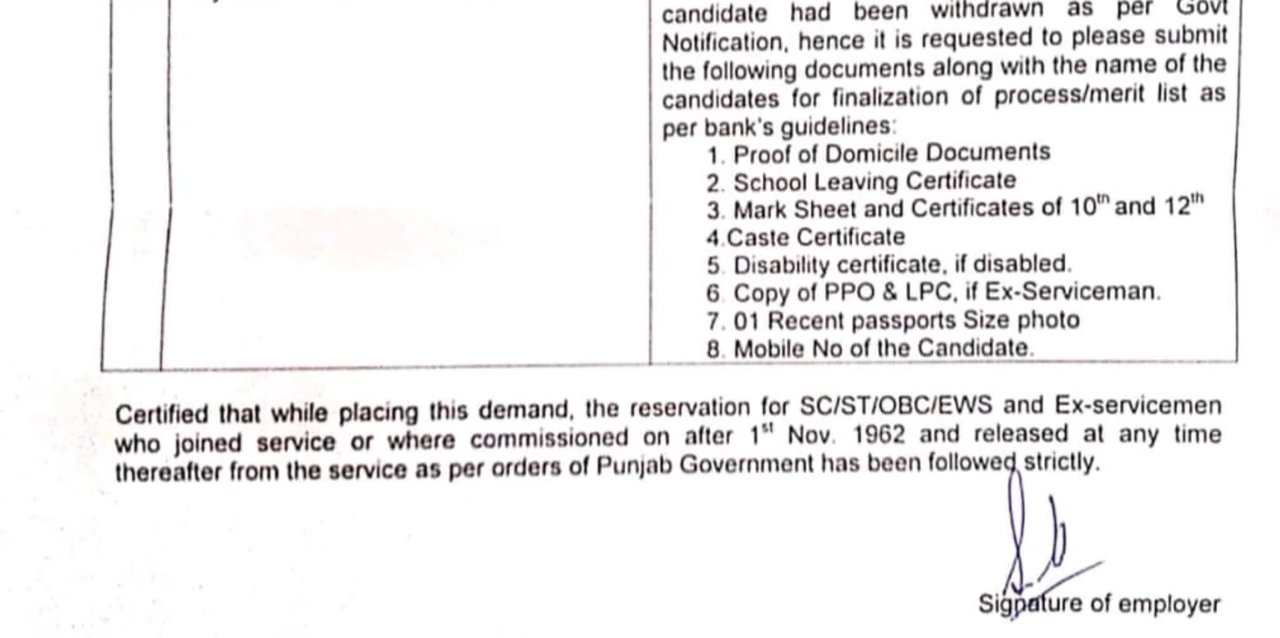 candidate had been withdrawn as per Govt
Notification, hence it is requested to please submit
the following documents along with the name of the
candidates for finalization of process/merit list as
per bank's guidelines:
1. Proof of Domicile Documents
2. School Leaving Certificate
3. Mark Sheet and Certificates of 10th and 12th
4.Caste Certificate
5. Disability certificate, if disabled.
6. Copy of PPO & LPC, if Ex-Serviceman.
7. 01 Recent passports Size photo
8. Mobile No of the Candidate.
Certified that while placing this demand, the reservation for SC/ST/OBC/EWS and Ex-servicemen
who joined service or where commissioned on after 1st Nov. 1962 and released at any time
thereafter from the service as per orders of Punjab Government has been followed strictly.
Signature of employer